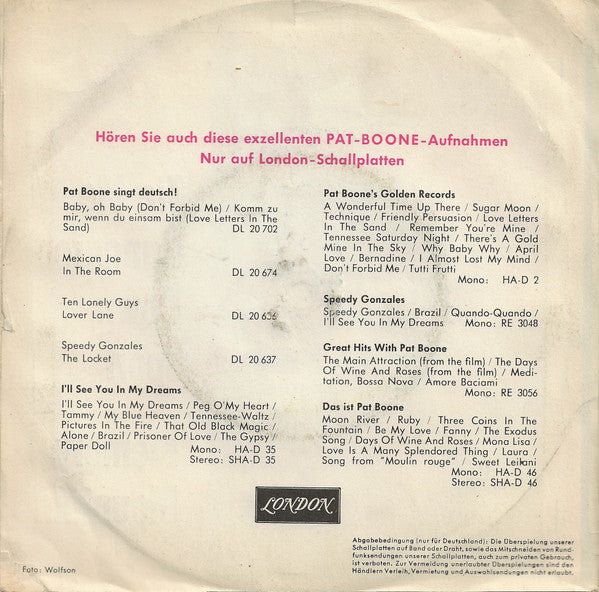 Hören Sie auch diese exzellenten PAT-BOONE-Aufnahmen
Nur auf London-Schallplatten
Pat Boone singt deutsch!
Baby, oh Baby (Don't Forbid Me) / Komm zu
mir, wenn du einsam bist (Love Letters In The
Sand) DL 20 702
Mexican Joe
In The Room DL 20 674
Ten Lonely Guys
Lover Lane DL 20 656
Speedy Gonzales
The Locket DL 20 637
I'll See You In My Dreams
I'll See You In My Dreams / Peg O'My Heart /
Tammy / My Blue Heaven / Tennessee-Waltz /
Pictures In The Fire / That Old Black Magic /
Alone / Brazil / Prisoner Of Love / The Gypsy /
Paper Doll Mono: HA-D 35
Stereo: SHA-D 35
Pat Boone's Golden Records
A Wonderful Time Up There / Sugar Moon /
Technique / Friendly Persuasion / Love Letters
In The Sand / Remember You're Mine /
Tennessee Saturday Night / There's A Gold
Mine In The Sky / Why Baby Why / April
Love / Bernadine / I Almost Lost My Mind /
Don't Forbid Me / Tutti Frutti
Mono: HA-D 2
Speedy Gonzales
Speedy Gonzales / Brazil / Quando-Quando /
I'll See You In My Dreams Mono: RE 3048
Great Hits With Pat Boone
The Main Attraction (from the film) / The Days
Of Wine And Roses (from the film) / Medi-
tation, Bossa Nova / Amore Baciami
Mono: RE 3056
Das ist Pat Boone
Moon River / Ruby / Three Coins In The
Fountain / Be My Love / Fanny / The Exodus
Song / Days Of Wine And Roses / Mona Lisa /
Love Is A Many Splendored Thing / Laura /
Song from "Moulin rouge" / Sweet Leilani
Mono: HA-D 46
Stereo: SHA-D 46
LONDON
Abgabebedingung (nur für Deutschland): Die Überspielung unserer
Schallplatten auf Band oder Draht, sowie das Mitschneiden von Rund-
funksendungen unserer Schallplatten, auch zum privaten Gebrauch,
ist verboten. Zur Vermeidung unerlaubter Überspielungen sind den
Händlern Verleih, Vermietung und Auswahlsendungen nicht erlaubt.
Foto: Wolfson